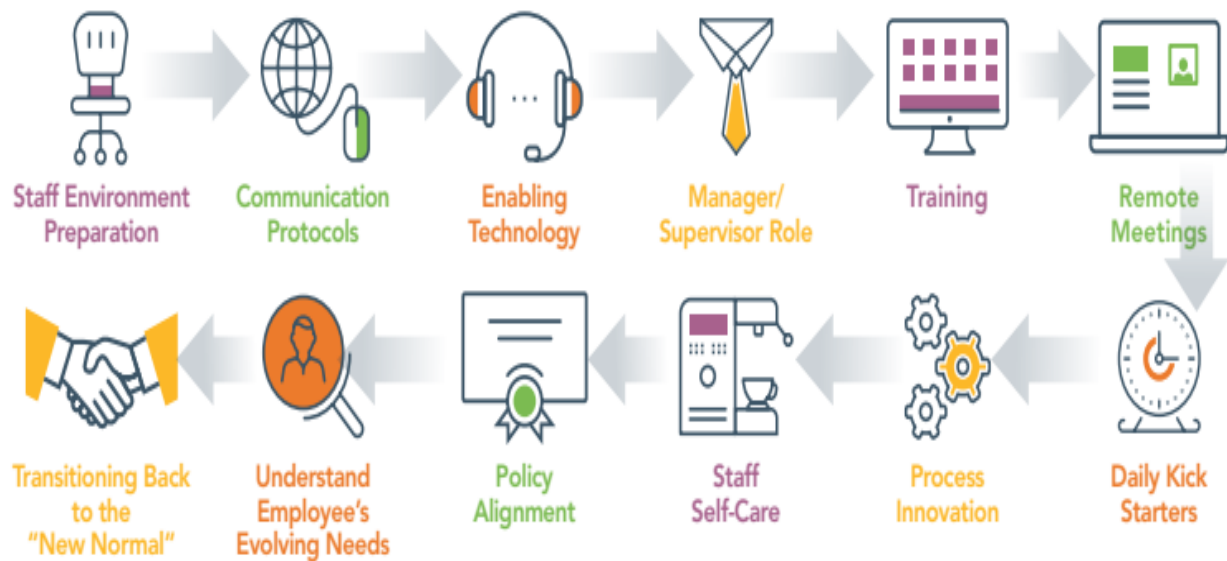 Staff Environment
Preparation
Communication
Protocols
Enabling
Technology
Manager/
Supervisor Role
Training
Remote
Meetings
Daily Kick
Starters
Process
Innovation
Staff
Self-Care
Policy
Alignment
Understand
Employee's
Evolving Needs
Transitioning Back
to the
"New Normal"